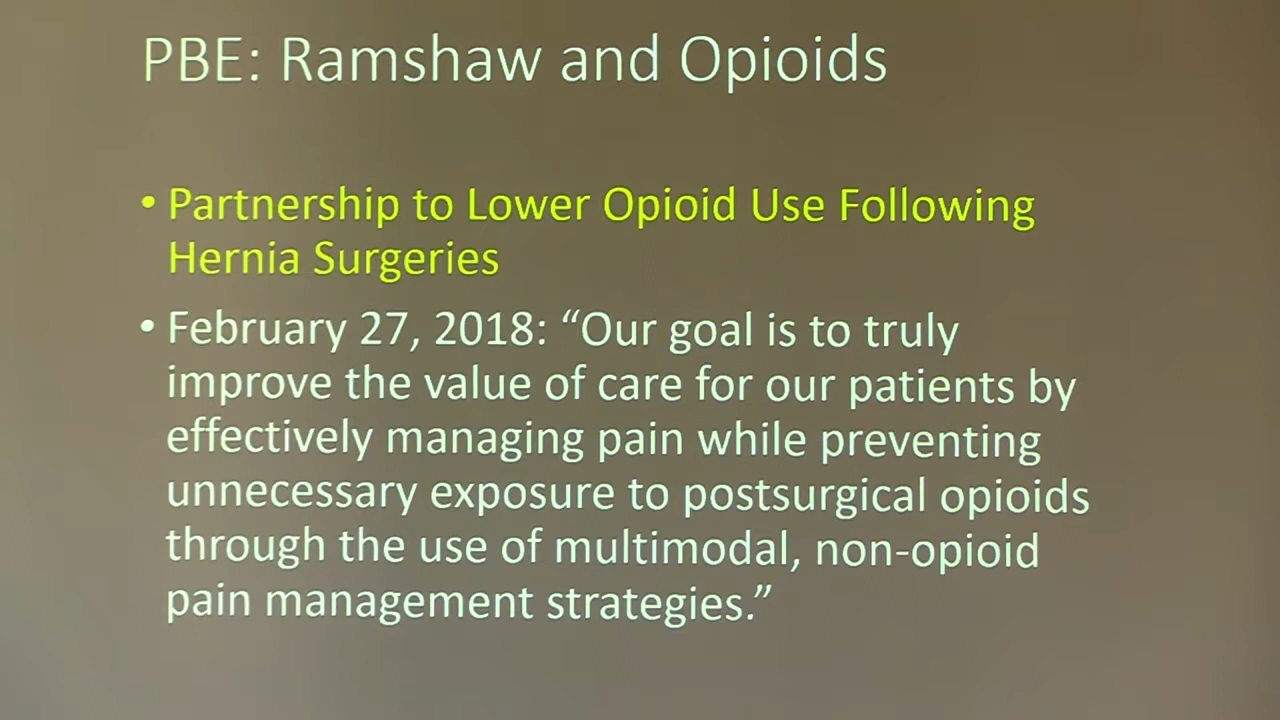 PBE: Ramshaw and Opioids
• Partnership to Lower Opioid Use Following
Hernia Surgeries
• February 27, 2018: “Our goal is to truly
improve the value of care for our patients by
effectively managing pain while preventing
unnecessary exposure to postsurgical opioids
through the use of multimodal, non-opioid
pain management strategies.”